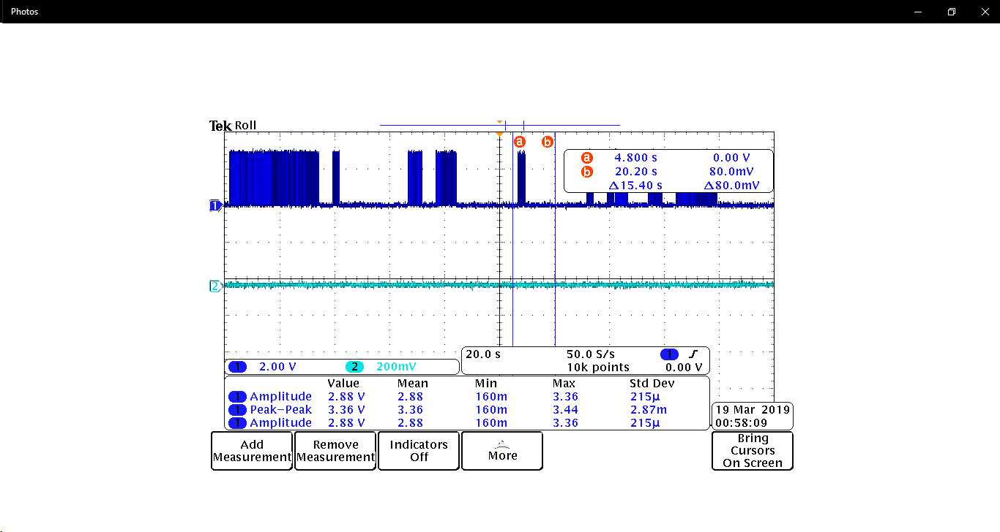 Photos
Tek Roll
a b
a 4.800 s 0.00 V
b 20.20 s 80.0mV
Δ15.40 s Δ80.0mV
1
2
1 2.00 V 2 200mV
20.0 s 50.0 S/s 1
10k points 0.00 V
Value Mean Min Max Std Dev
1 Amplitude 2.88 V 2.88 160m 3.36 215µ
1 Peak-Peak 3.36 V 3.36 160m 3.44 2.87m
1 Amplitude 2.88 V 2.88 160m 3.36 215µ
19 Mar 2019
00:58:09
Add
Measurement
Remove
Measurement
Indicators
Off
More
Bring
Cursors
On Screen